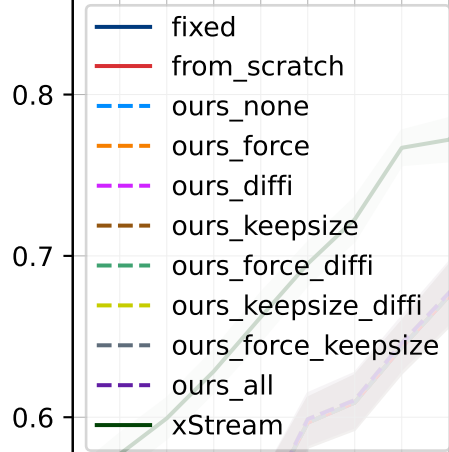 fixed
from_scratch
0.8
ours_none
ours_force
ours_diffi
ours_keepsize
0.7
ours_force_diffi
ours_keepsize_diffi
ours_force_keepsize
ours_all
0.6
xStream